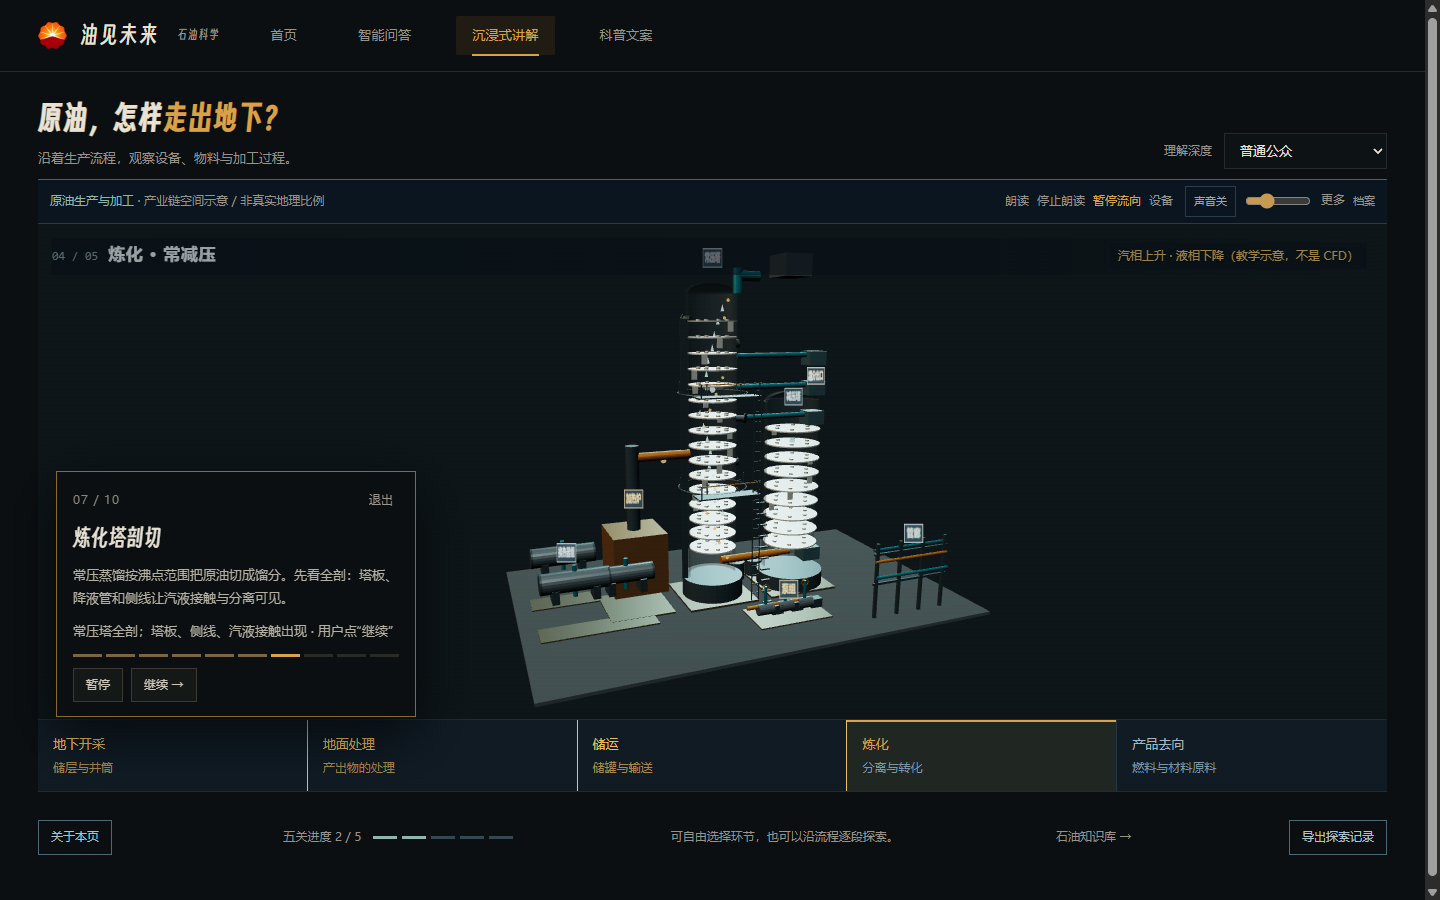 油见未来 石油科学 首页 智能问答 沉浸式讲解 科普文案
原油，怎样走出地下？
沿着生产流程，观察设备、物料与加工过程。
理解深度 普通公众
原油生产与加工 · 产业链空间示意 / 非真实地理比例
朗读 停止朗读 暂停流向 设备 声音关 更多 档案
04 / 05 炼化 • 常减压
汽相上升 · 液相下降（教学示意，不是 CFD）
常压塔
减压塔
加热炉
07 / 10 退出
炼化塔剖切
常压蒸馏按沸点范围把原油切成馏分。先看全剖：塔板、
降液管和侧线让汽液接触与分离可见。
常压塔全剖；塔板、侧线、汽液接触出现 · 用户点“继续”
暂停 继续 →
地下开采
储层与井筒
地面处理
产出物的处理
储运
储罐与输送
炼化
分离与转化
产品去向
燃料与材料原料
关于本页 五关进度 2 / 5 可自由选择环节，也可以沿流程逐段探索。 石油知识库 → 导出探索记录